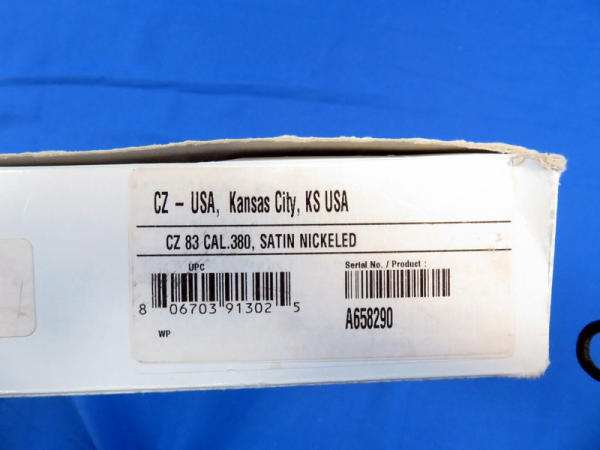 CZ - USA, Kansas City, KS USA
CZ 83 CAL.380, SATIN NICKELED
UPC
Serial No. / Product :
8 06703 91302 5
A658290
WP